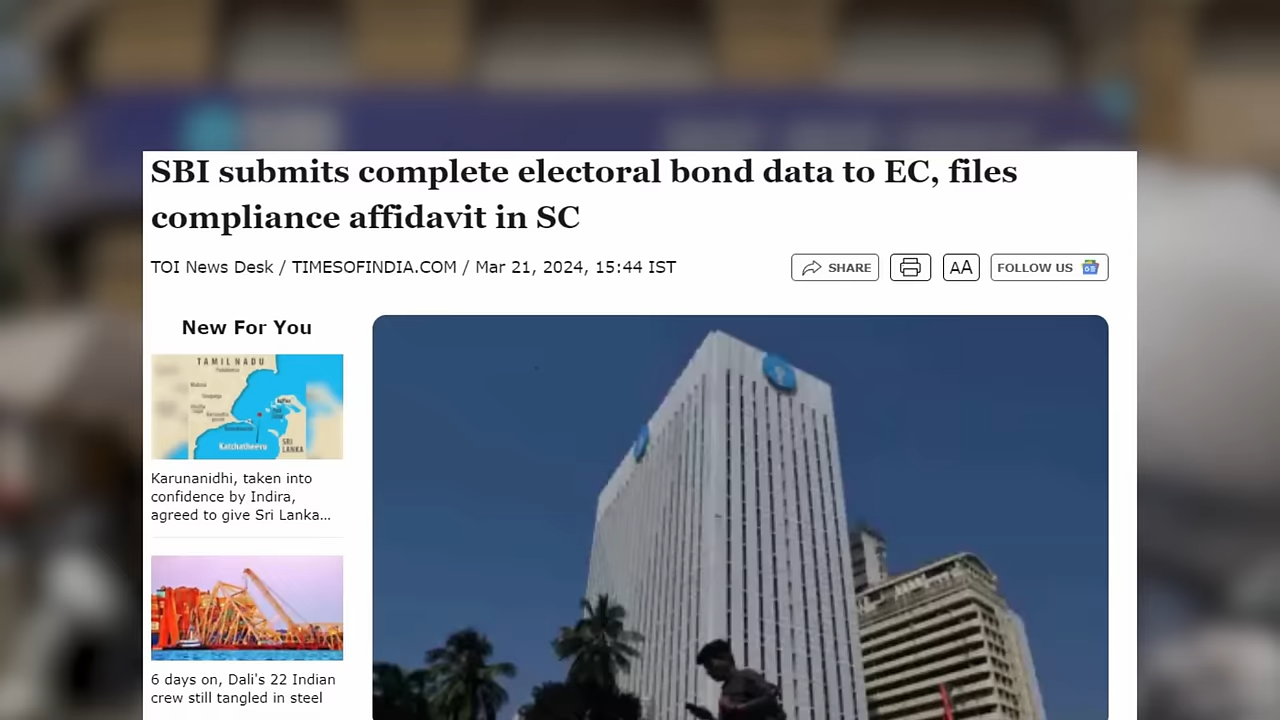 SBI submits complete electoral bond data to EC, files
compliance affidavit in SC
TOI News Desk / TIMESOFINDIA.COM / Mar 21, 2024, 15:44 IST
SHARE
AA
FOLLOW US
New For You
TAMIL NADU
Katchatheevu
SRI
LANKA
Karunanidhi, taken into
confidence by Indira,
agreed to give Sri Lanka...
6 days on, Dali's 22 Indian
crew still tangled in steel